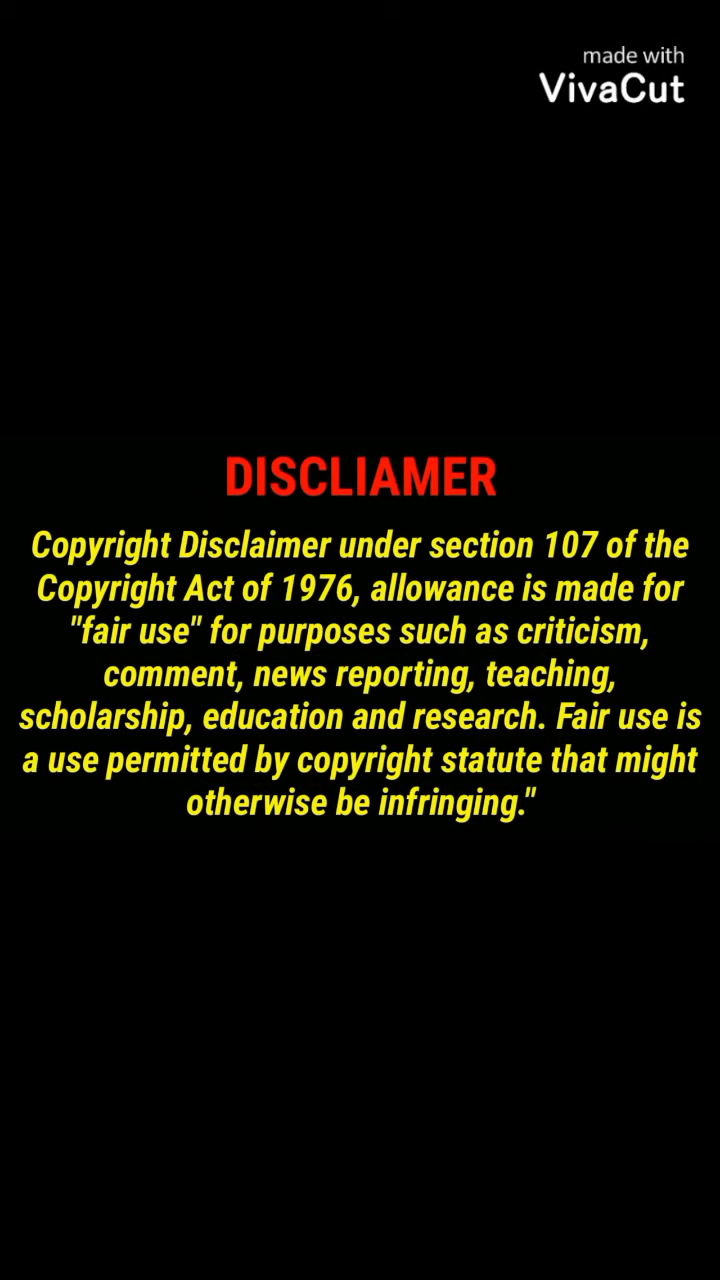 made with
VivaCut
DISCLIAMER
Copyright Disclaimer under section 107 of the
Copyright Act of 1976, allowance is made for
"fair use" for purposes such as criticism,
comment, news reporting, teaching,
scholarship, education and research. Fair use is
a use permitted by copyright statute that might
otherwise be infringing."